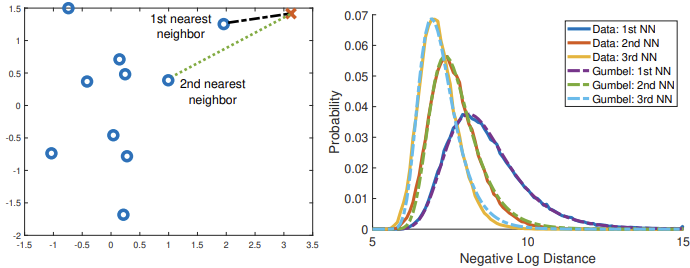 1.5
1
0.5
0
-0.5
-1
-1.5
-2
-1.5
-1
-0.5
0
0.5
1
1.5
2
2.5
3
3.5
1st nearest
neighbor
2nd nearest
neighbor
0.07
0.06
0.05
0.04
0.03
0.02
0.01
0
Probability
5
10
15
Negative Log Distance
Data: 1st NN
Data: 2nd NN
Data: 3rd NN
Gumbel: 1st NN
Gumbel: 2nd NN
Gumbel: 3rd NN